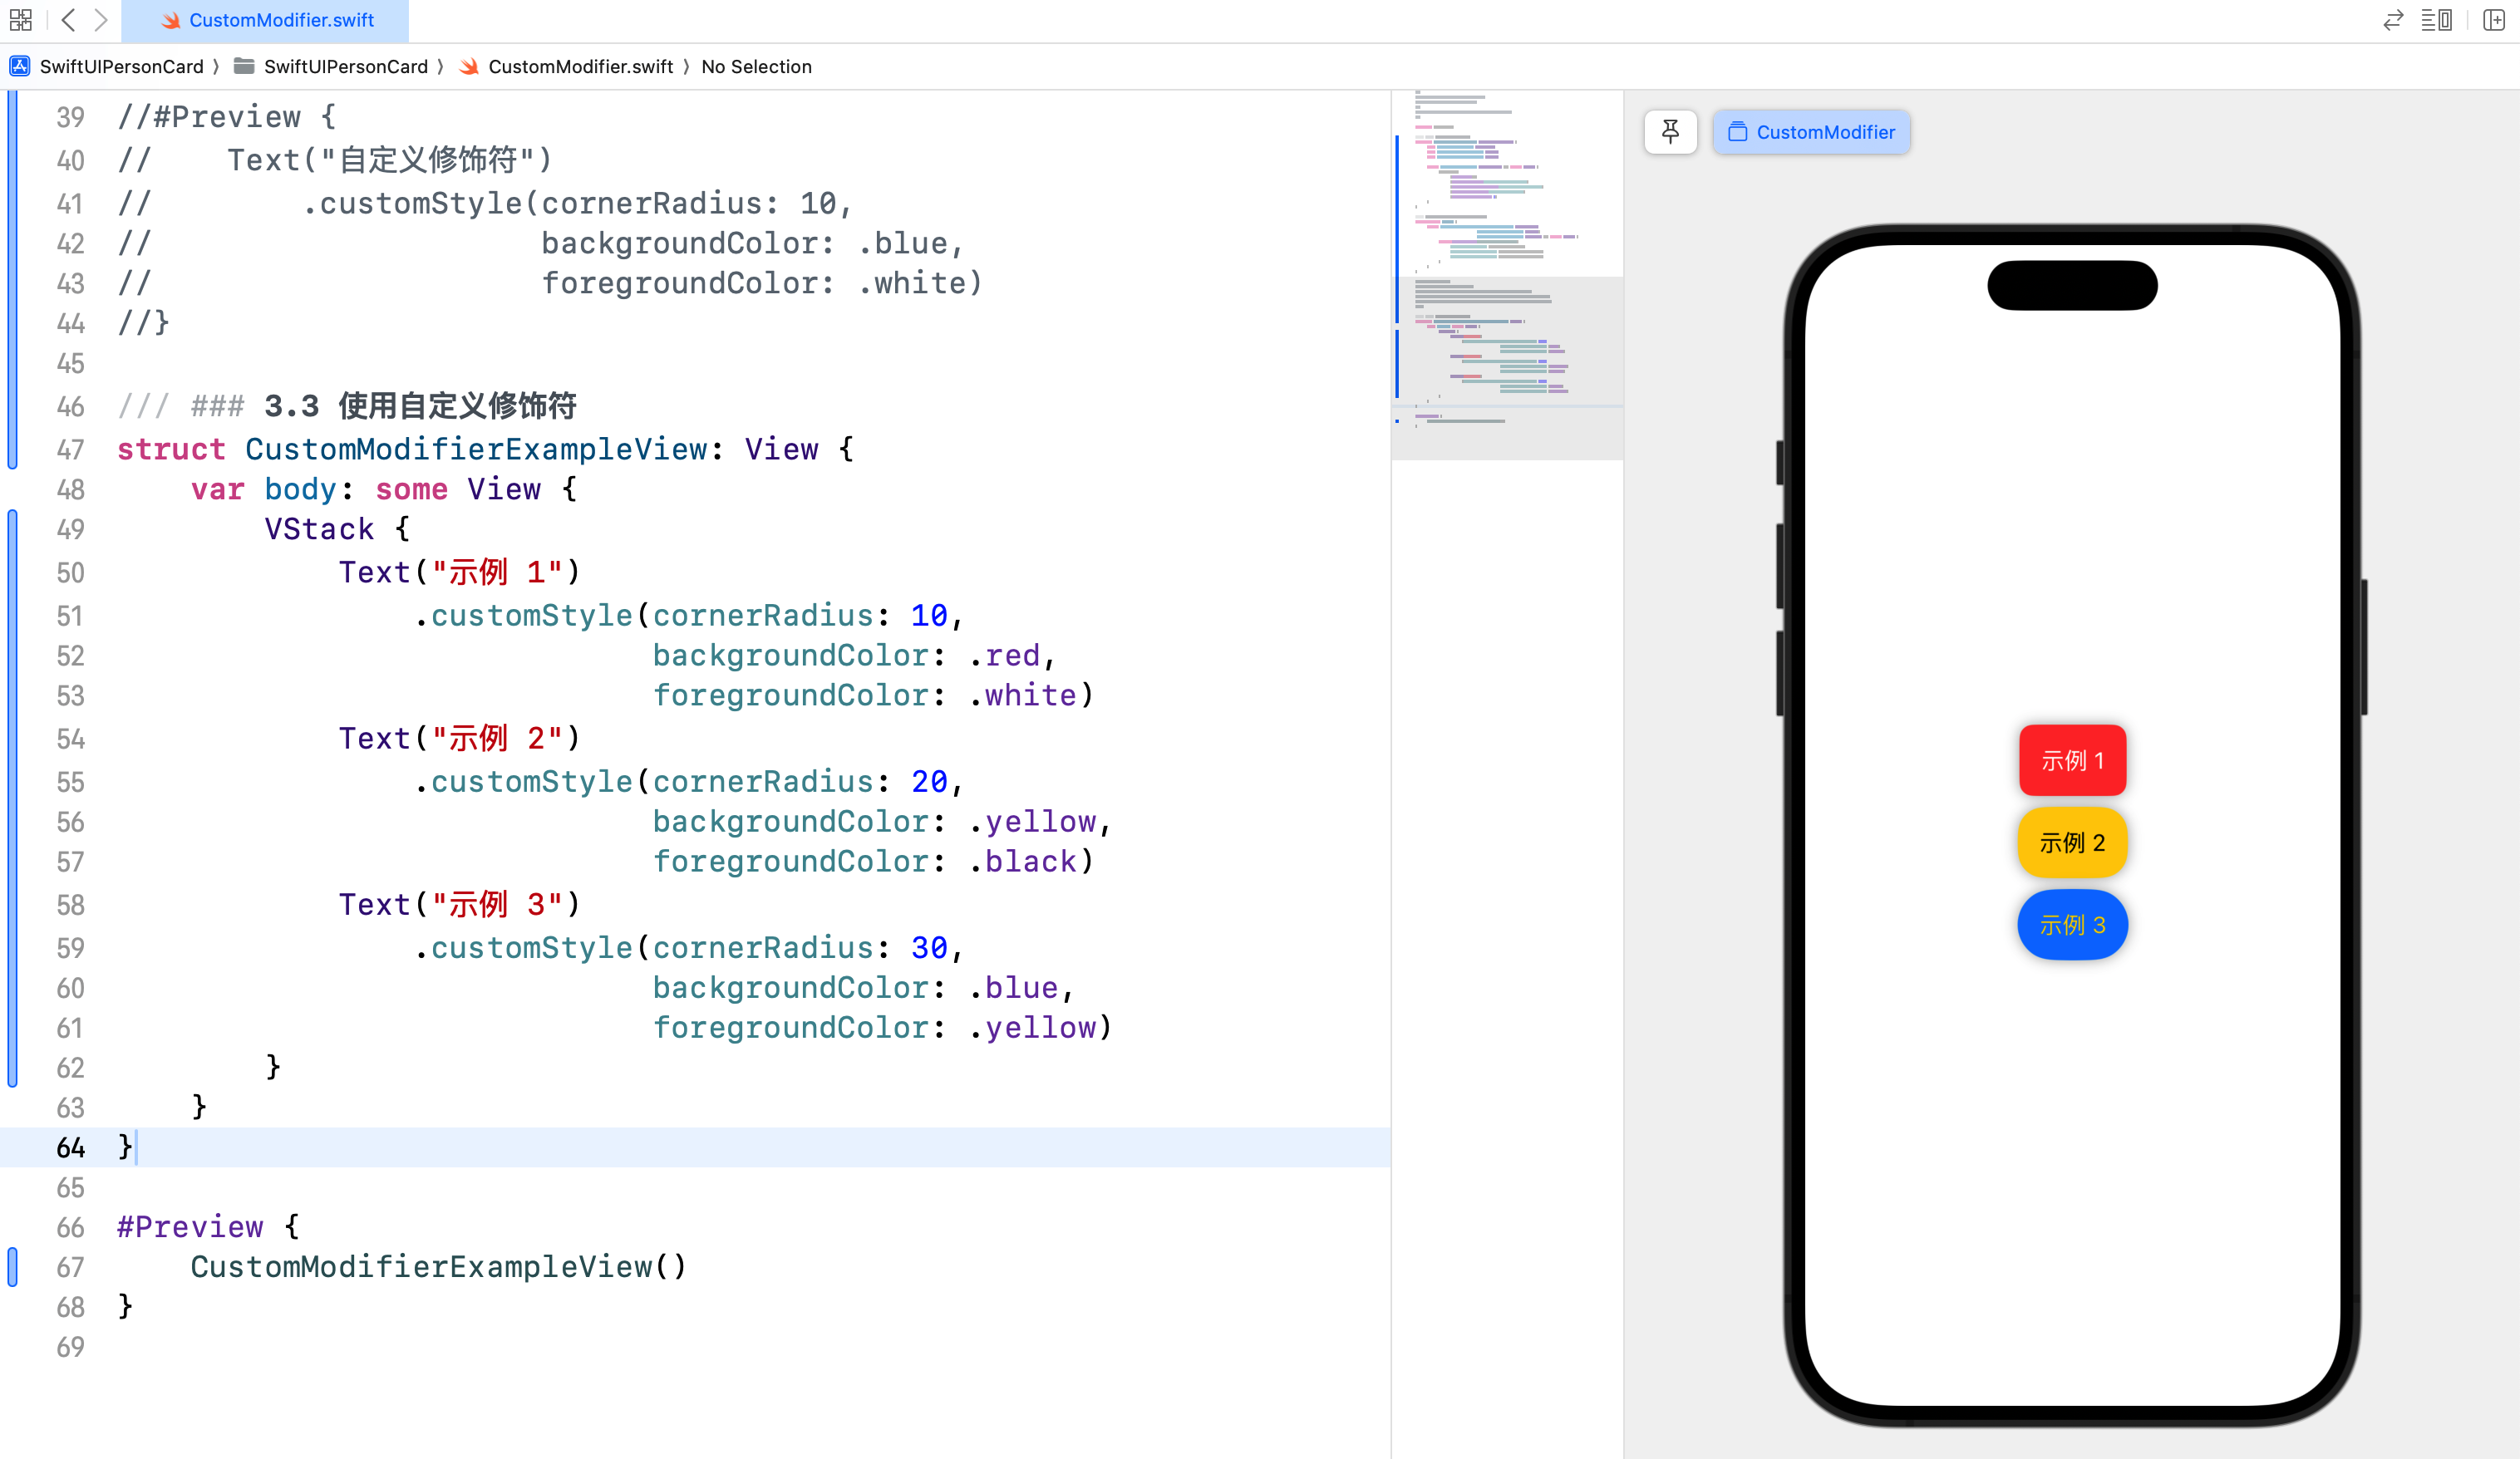 CustomModifier.swift
SwiftUIPersonCard ⟩ SwiftUIPersonCard ⟩ CustomModifier.swift ⟩ No Selection
39 //#Preview {
40 //    Text("自定义修饰符")
41 //        .customStyle(cornerRadius: 10,
42 //                     backgroundColor: .blue,
43 //                     foregroundColor: .white)
44 //}
45
46 /// ### 3.3 使用自定义修饰符
47 struct CustomModifierExampleView: View {
48     var body: some View {
49         VStack {
50             Text("示例 1")
51                 .customStyle(cornerRadius: 10,
52                              backgroundColor: .red,
53                              foregroundColor: .white)
54             Text("示例 2")
55                 .customStyle(cornerRadius: 20,
56                              backgroundColor: .yellow,
57                              foregroundColor: .black)
58             Text("示例 3")
59                 .customStyle(cornerRadius: 30,
60                              backgroundColor: .blue,
61                              foregroundColor: .yellow)
62         }
63     }
64 }
65
66 #Preview {
67     CustomModifierExampleView()
68 }
69
CustomModifier
示例 1
示例 2
示例 3